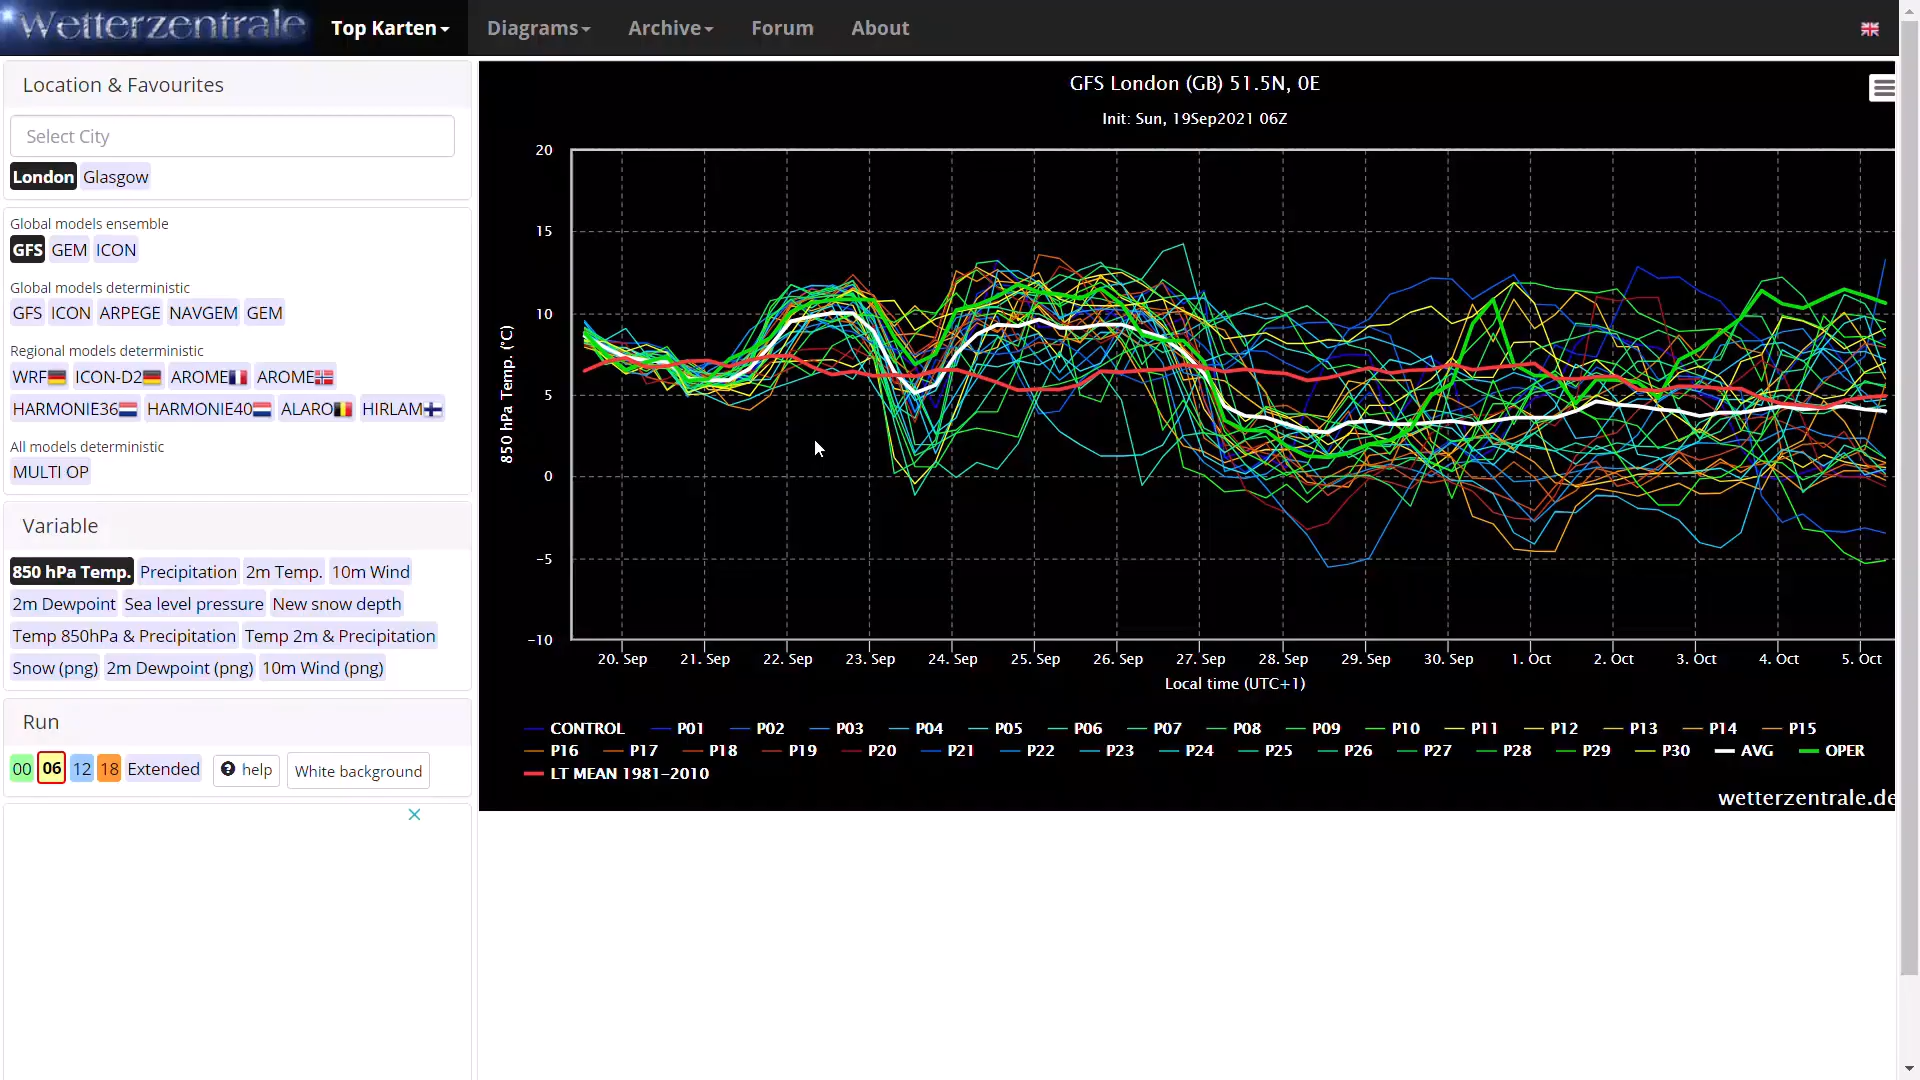 Wetterzentrale Top Karten Diagrams Archive Forum About
Location & Favourites
Select City
London Glasgow
Global models ensemble
GFS GEM ICON
Global models deterministic
GFS ICON ARPEGE NAVGEM GEM
Regional models deterministic
WRF ICON-D2 AROME AROME
HARMONIE36 HARMONIE40 ALARO HIRLAM
All models deterministic
MULTI OP
Variable
850 hPa Temp. Precipitation 2m Temp. 10m Wind
2m Dewpoint Sea level pressure New snow depth
Temp 850hPa & Precipitation Temp 2m & Precipitation
Snow (png) 2m Dewpoint (png) 10m Wind (png)
Run
00 06 12 18 Extended help White background
GFS London (GB) 51.5N, 0E
Init: Sun, 19Sep2021 06Z
850 hPa Temp. (°C)
20
15
10
5
0
−5
−10
20. Sep 21. Sep 22. Sep 23. Sep 24. Sep 25. Sep 26. Sep 27. Sep 28. Sep 29. Sep 30. Sep 1. Oct 2. Oct 3. Oct 4. Oct 5. Oct
Local time (UTC+1)
CONTROL P01 P02 P03 P04 P05 P06 P07 P08 P09 P10 P11 P12 P13 P14 P15
P16 P17 P18 P19 P20 P21 P22 P23 P24 P25 P26 P27 P28 P29 P30 AVG OPER
LT MEAN 1981−2010
wetterzentrale.de